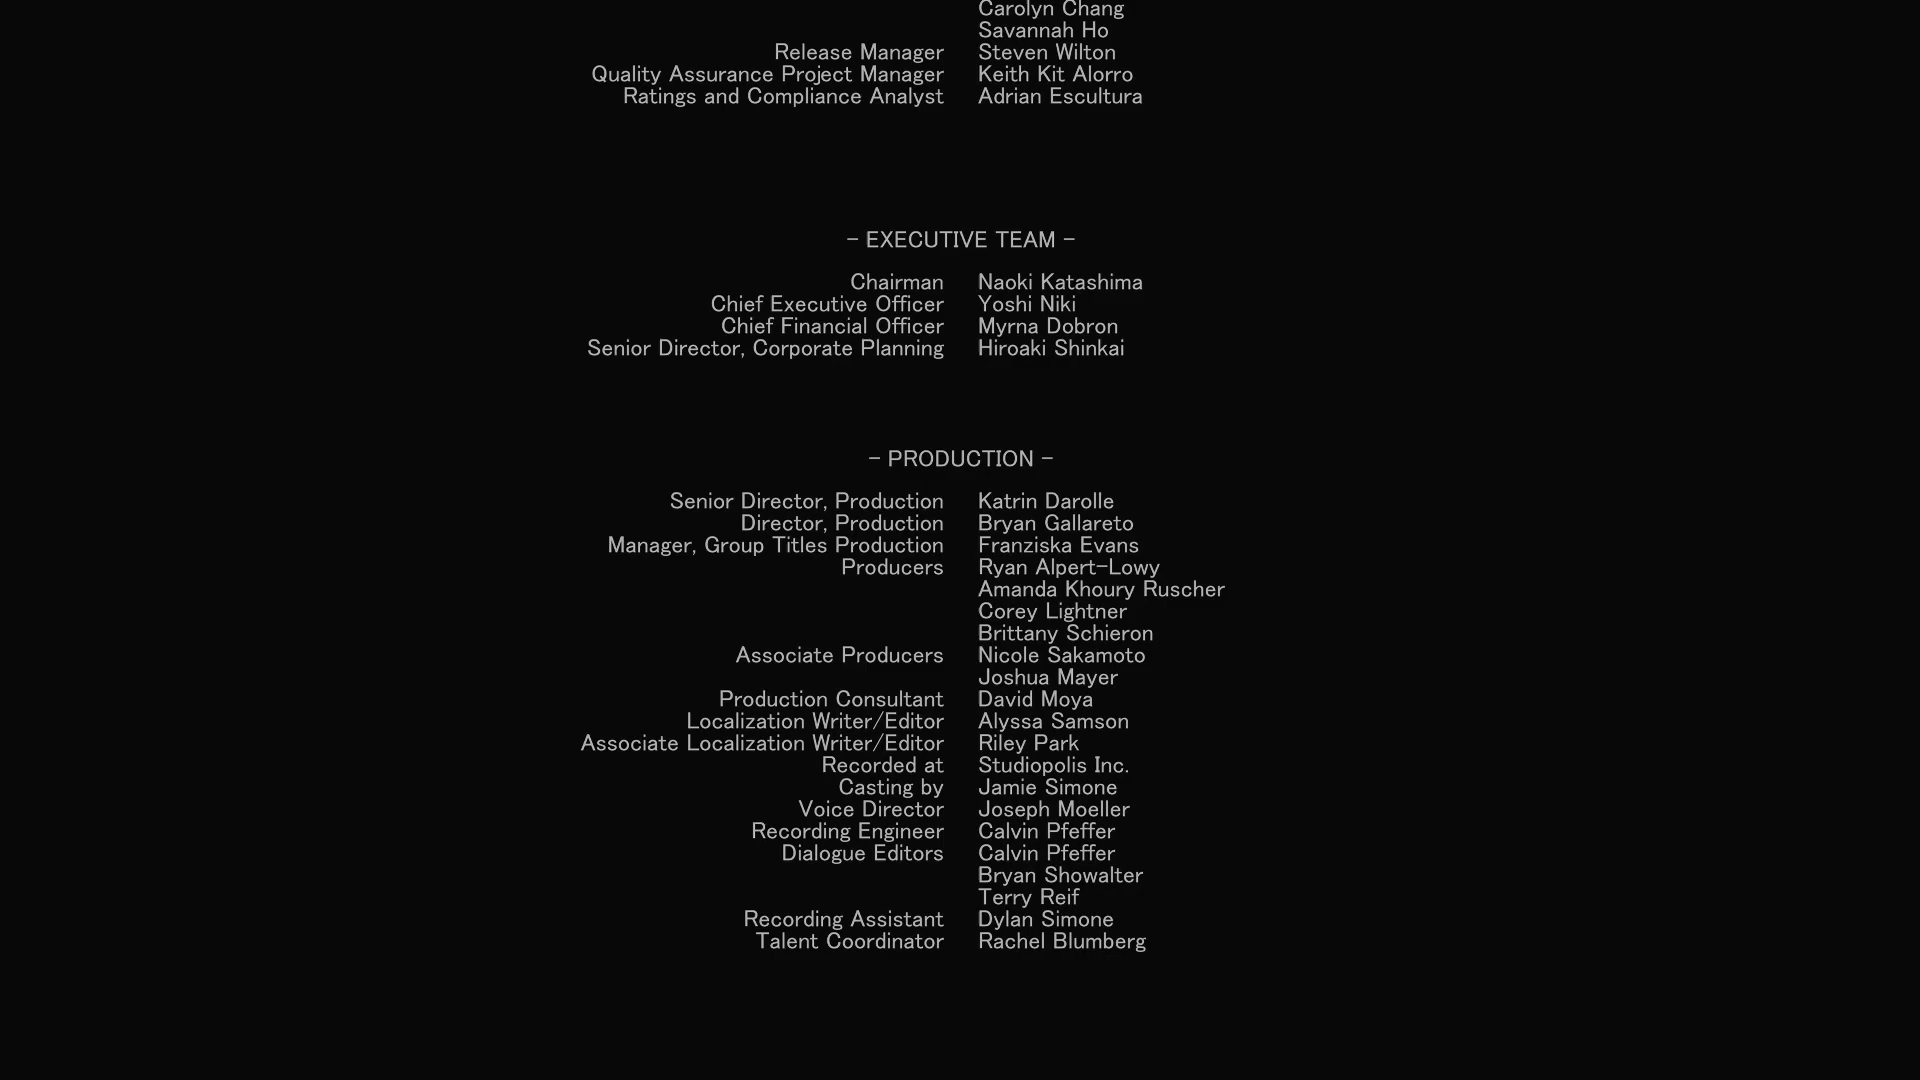 Carolyn Chang
Savannah Ho
Release Manager Steven Wilton
Quality Assurance Project Manager Keith Kit Alorro
Ratings and Compliance Analyst Adrian Escultura
- EXECUTIVE TEAM -
Chairman Naoki Katashima
Chief Executive Officer Yoshi Niki
Chief Financial Officer Myrna Dobron
Senior Director, Corporate Planning Hiroaki Shinkai
- PRODUCTION -
Senior Director, Production Katrin Darolle
Director, Production Bryan Gallareto
Manager, Group Titles Production Franziska Evans
Producers Ryan Alpert-Lowy
Amanda Khoury Ruscher
Corey Lightner
Brittany Schieron
Associate Producers Nicole Sakamoto
Joshua Mayer
Production Consultant David Moya
Localization Writer/Editor Alyssa Samson
Associate Localization Writer/Editor Riley Park
Recorded at Studiopolis Inc.
Casting by Jamie Simone
Voice Director Joseph Moeller
Recording Engineer Calvin Pfeffer
Dialogue Editors Calvin Pfeffer
Bryan Showalter
Terry Reif
Recording Assistant Dylan Simone
Talent Coordinator Rachel Blumberg